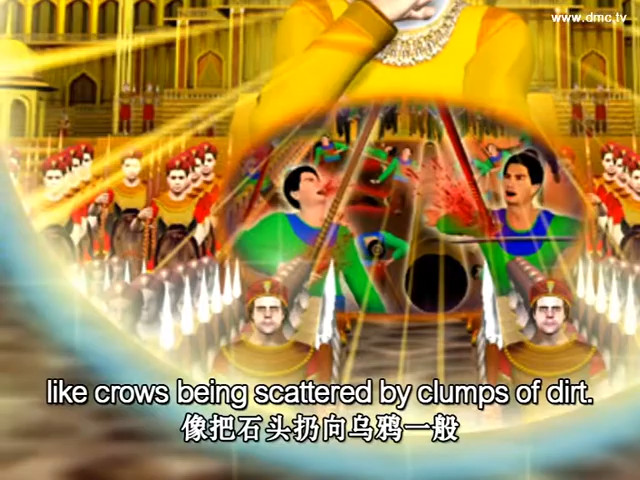 www.dmc.tv
like crows being scattered by clumps of dirt.
像把石头扔向乌鸦一般